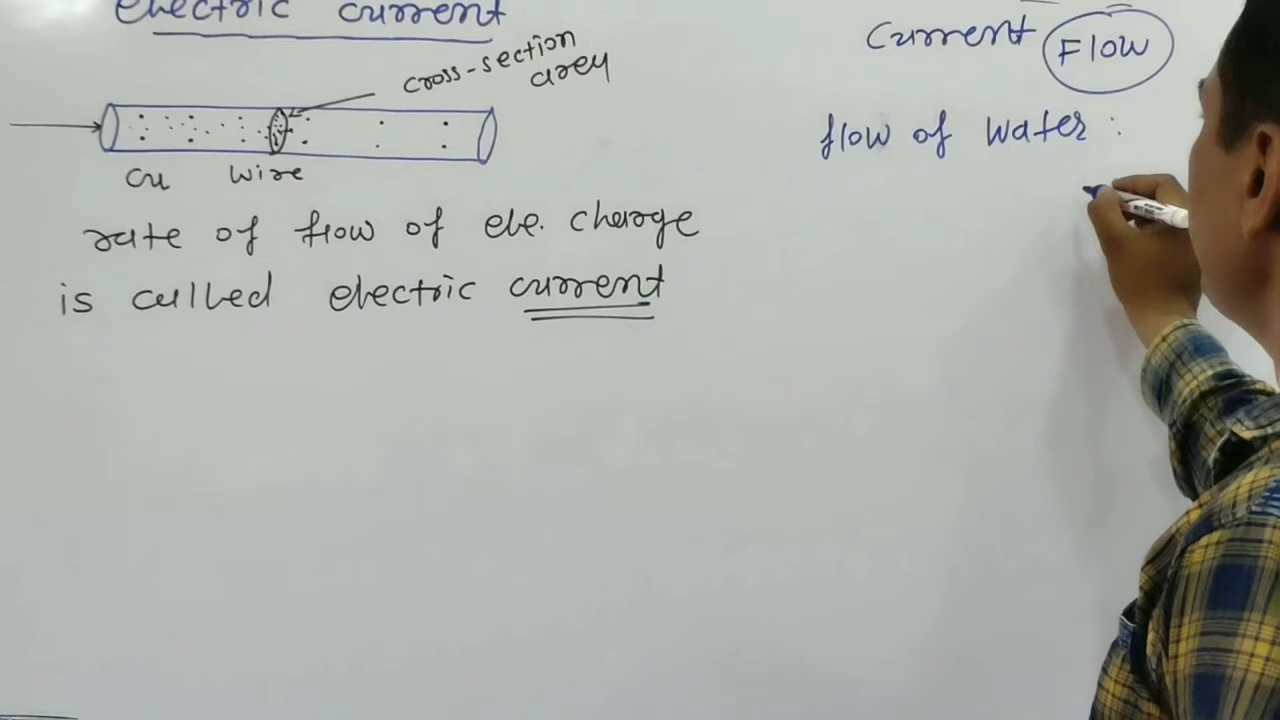 electric current
cross-section
area
Cu wire
rate of flow of ele. charge
is called electric current
Current Flow
flow of water :